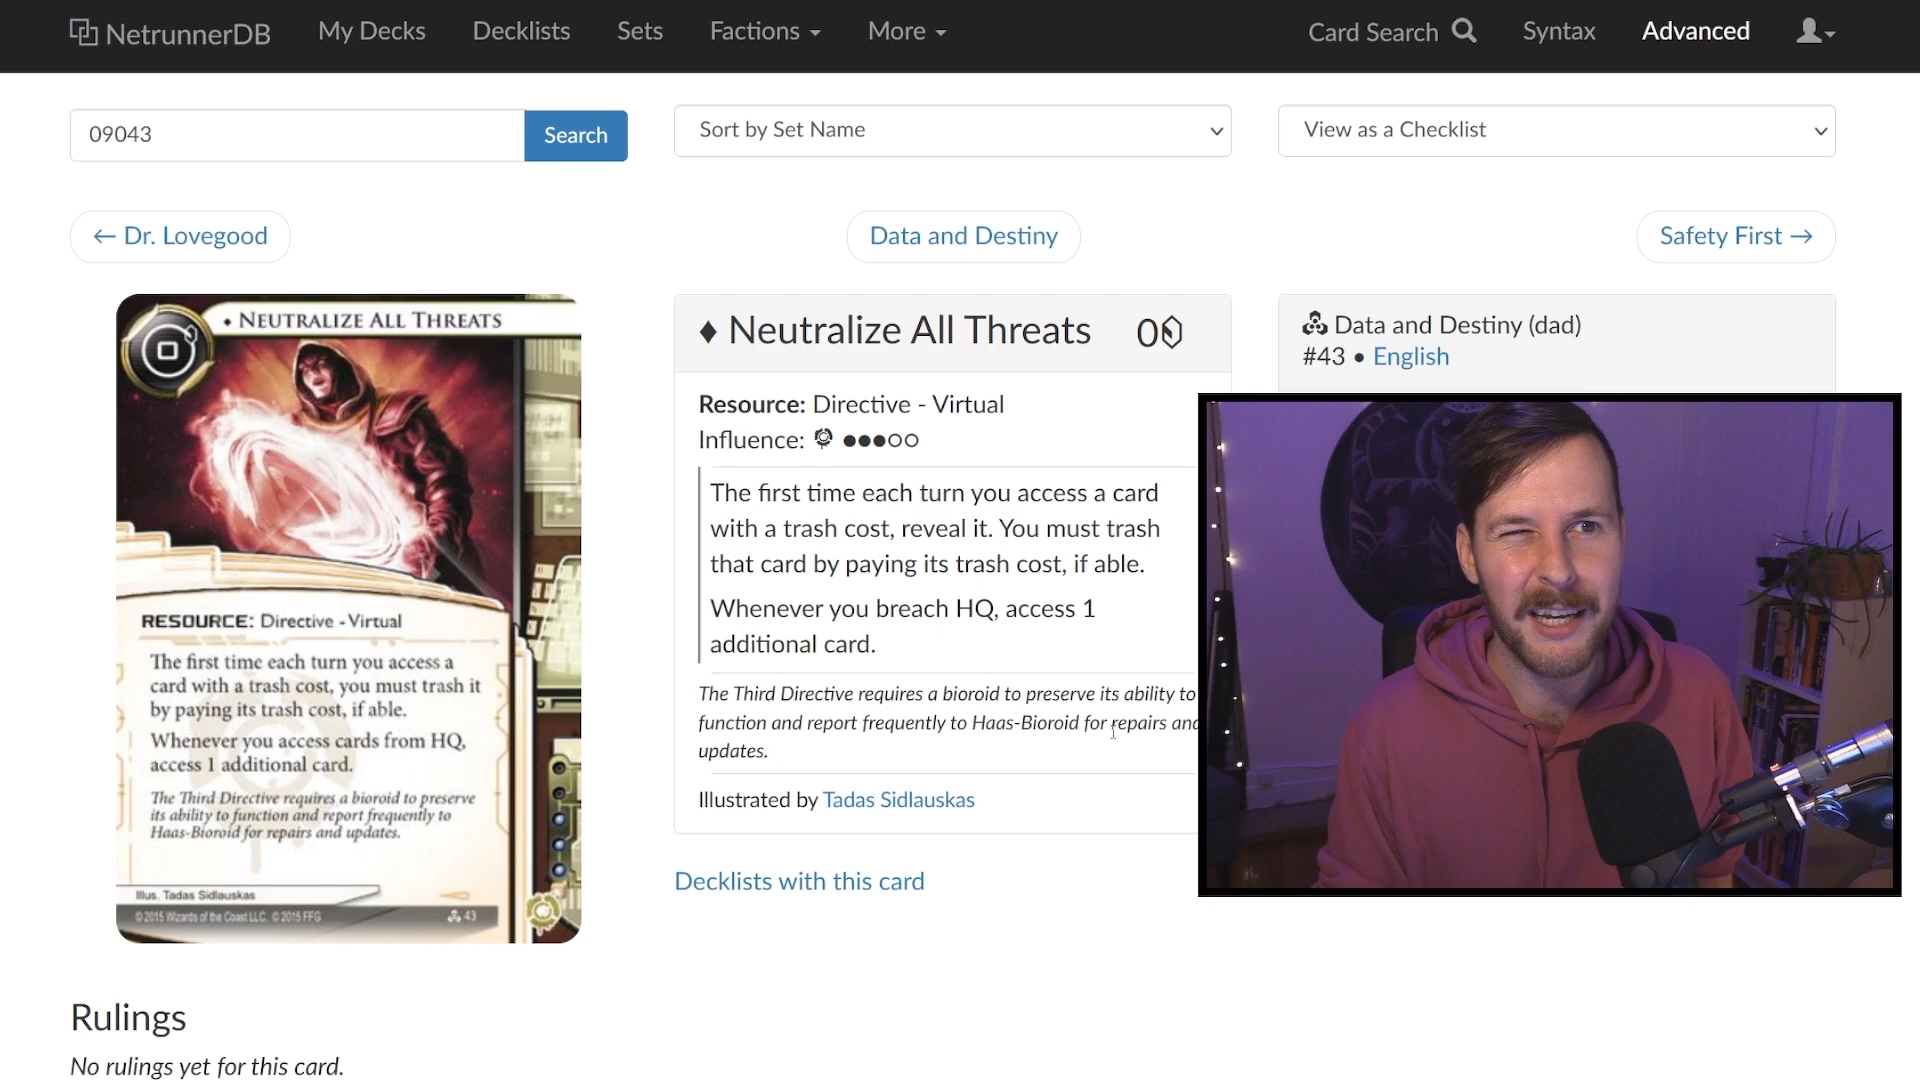 NetrunnerDB My Decks Decklists Sets Factions More Card Search Syntax Advanced
09043 Search Sort by Set Name View as a Checklist
← Dr. Lovegood Data and Destiny Safety First →
♦ NEUTRALIZE ALL THREATS
RESOURCE: Directive - Virtual
The first time each turn you access a
card with a trash cost, you must trash it
by paying its trash cost, if able.
Whenever you access cards from HQ,
access 1 additional card.
The Third Directive requires a bioroid to preserve
its ability to function and report frequently to
Haas-Bioroid for repairs and updates.
Illus. Tadas Sidlauskas
©2015 Wizards of the Coast LLC. ©2015 FFG 43
♦ Neutralize All Threats 0
Resource: Directive - Virtual
Influence: ●●●○○
The first time each turn you access a card
with a trash cost, reveal it. You must trash
that card by paying its trash cost, if able.
Whenever you breach HQ, access 1
additional card.
The Third Directive requires a bioroid to preserve its ability to
function and report frequently to Haas-Bioroid for repairs and
updates.
Illustrated by Tadas Sidlauskas
Decklists with this card
Data and Destiny (dad)
#43 • English
Rulings
No rulings yet for this card.